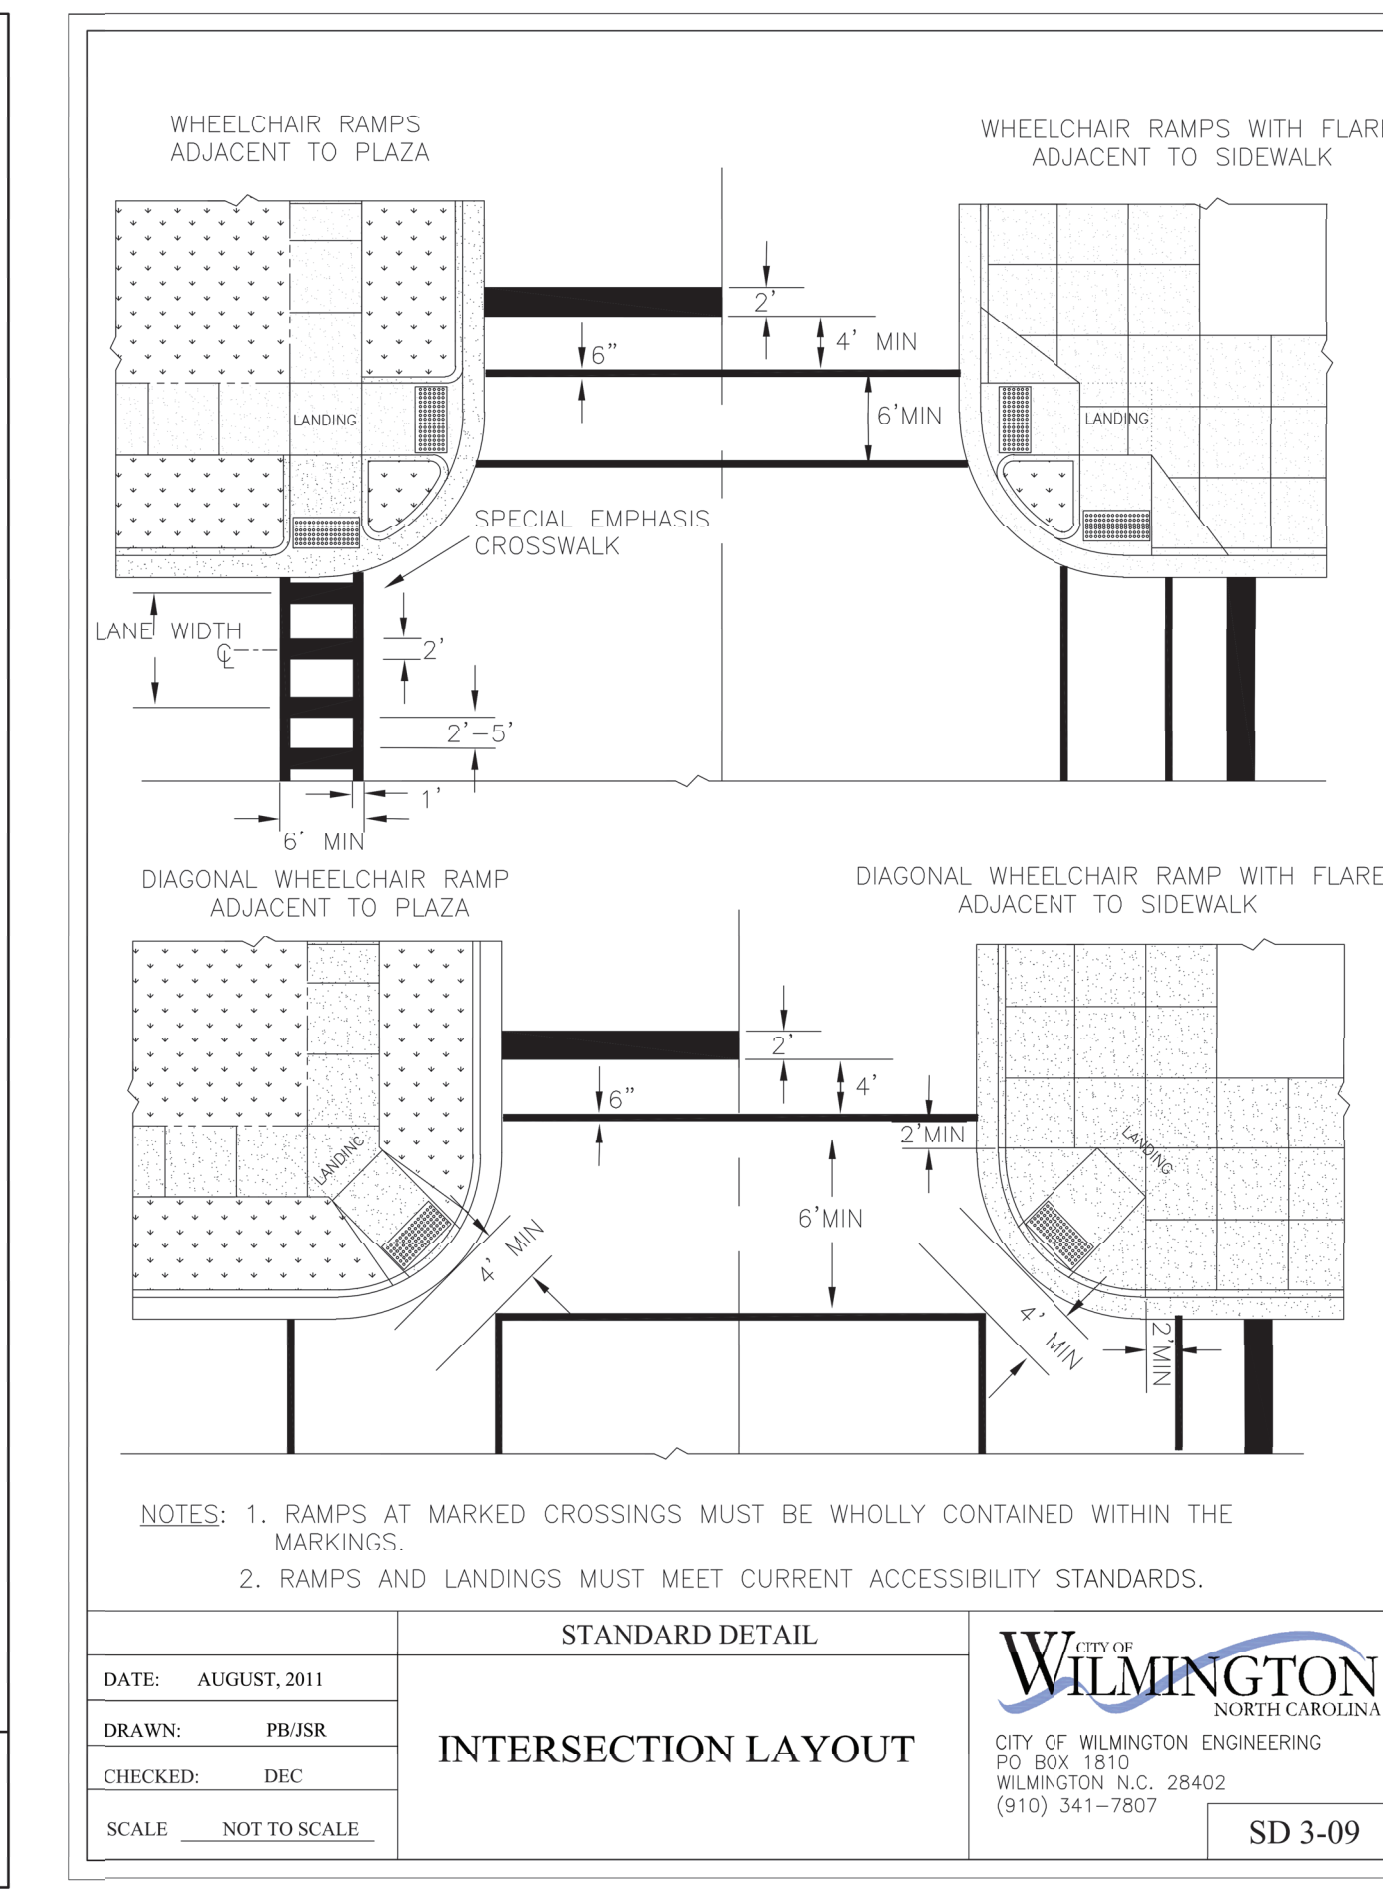 WHEELCHAIR RAMPS
ADJACENT TO PLAZA
WHEELCHAIR RAMPS WITH FLARE
ADJACENT TO SIDEWALK
2'
4' MIN
6"
6'MIN
LANDING
LANDING
SPECIAL EMPHASIS
CROSSWALK
LANE WIDTH
CL
2'
2'-5'
1'
6' MIN
DIAGONAL WHEELCHAIR RAMP
ADJACENT TO PLAZA
DIAGONAL WHEELCHAIR RAMP WITH FLARE
ADJACENT TO SIDEWALK
2'
4'
6"
2'MIN
LANDING
LANDING
6'MIN
4' MIN
4' MIN
2'MIN
NOTES: 1. RAMPS AT MARKED CROSSINGS MUST BE WHOLLY CONTAINED WITHIN THE
MARKINGS.
2. RAMPS AND LANDINGS MUST MEET CURRENT ACCESSIBILITY STANDARDS.
STANDARD DETAIL
DATE: AUGUST, 2011
DRAWN: PB/JSR
CHECKED: DEC
SCALE NOT TO SCALE
INTERSECTION LAYOUT
CITY OF
WILMINGTON
NORTH CAROLINA
CITY OF WILMINGTON ENGINEERING
PO BOX 1810
WILMINGTON N.C. 28402
(910) 341-7807
SD 3-09